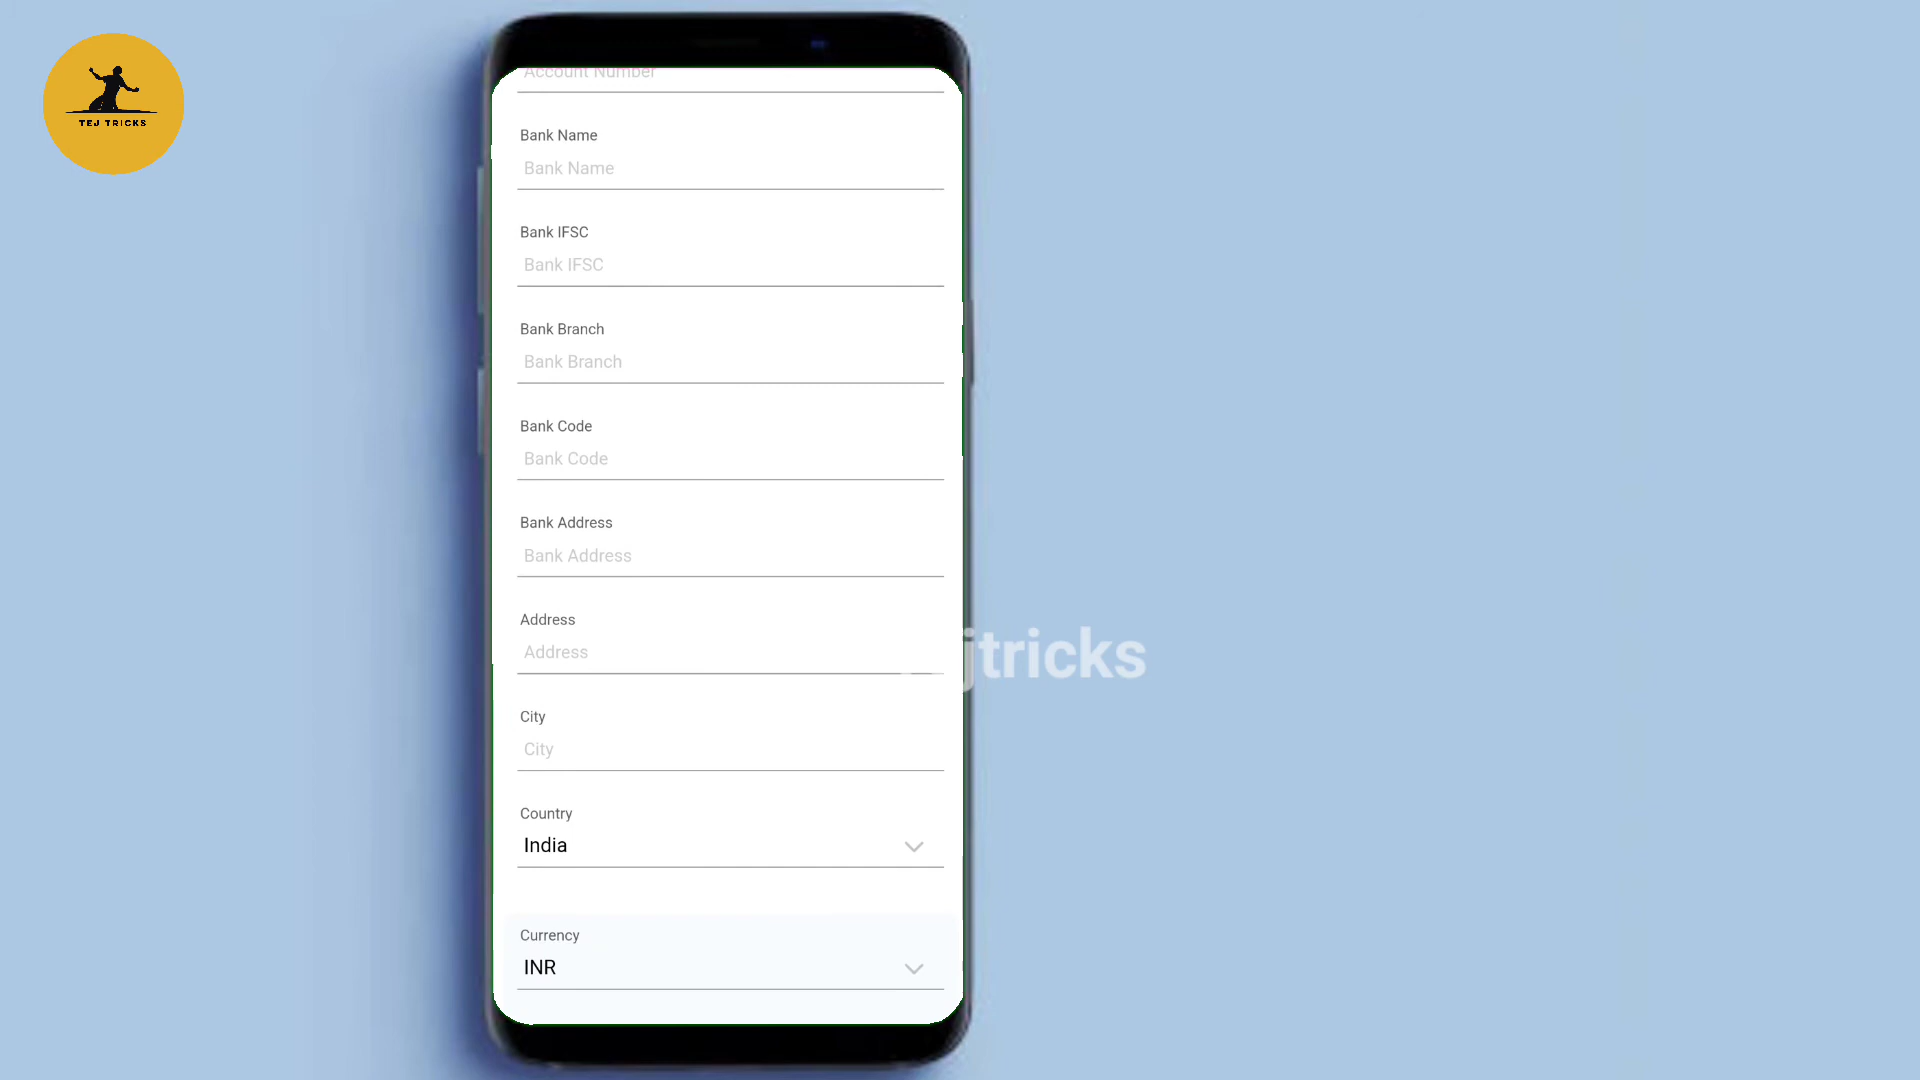 TEJ TRICKS
Account Number
Bank Name
Bank Name
Bank IFSC
Bank IFSC
Bank Branch
Bank Branch
Bank Code
Bank Code
Bank Address
Bank Address
Address
Address
jtricks
City
City
Country
India
Currency
INR